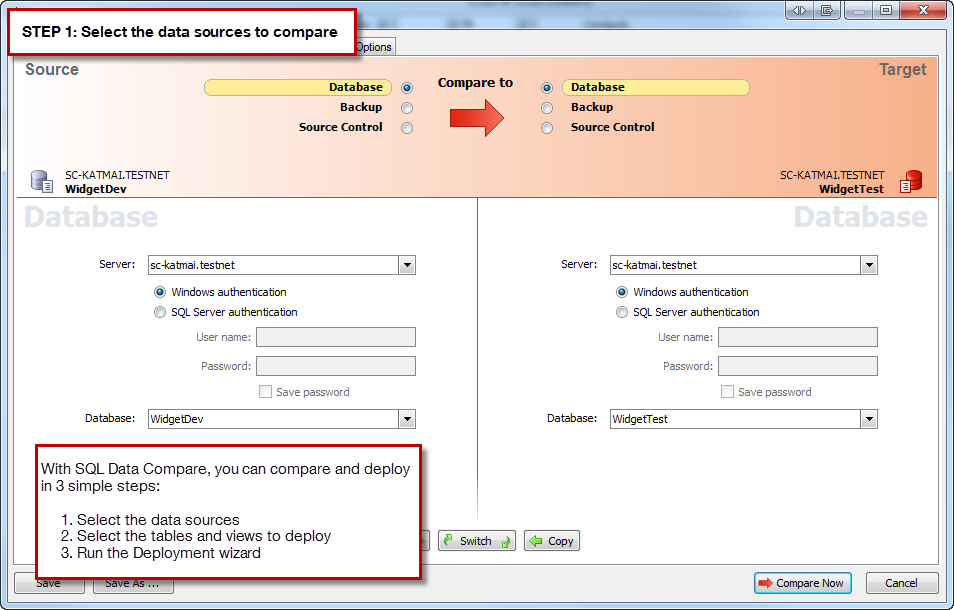 STEP 1: Select the data sources to compare
Options
Source
Target
Database
Compare to
Database
Backup
Backup
Source Control
Source Control
SC-KATMAI.TESTNET
WidgetDev
SC-KATMAI.TESTNET
WidgetTest
Database
Database
Server: sc-katmai.testnet
Server: sc-katmai.testnet
Windows authentication
Windows authentication
SQL Server authentication
SQL Server authentication
User name:
User name:
Password:
Password:
Save password
Save password
Database: WidgetDev
Database: WidgetTest
With SQL Data Compare, you can compare and deploy
in 3 simple steps:
1. Select the data sources
2. Select the tables and views to deploy
3. Run the Deployment wizard
Switch
Copy
Save
Save As ...
Compare Now
Cancel